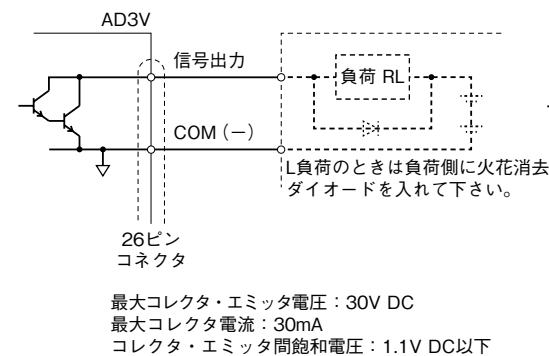 AD3V
信号出力
負荷 RL
COM（－）
L負荷のときは負荷側に火花消去
ダイオードを入れて下さい。
26ピン
コネクタ
最大コレクタ・エミッタ電圧：30V DC
最大コレクタ電流：30mA
コレクタ・エミッタ間飽和電圧：1.1V DC以下